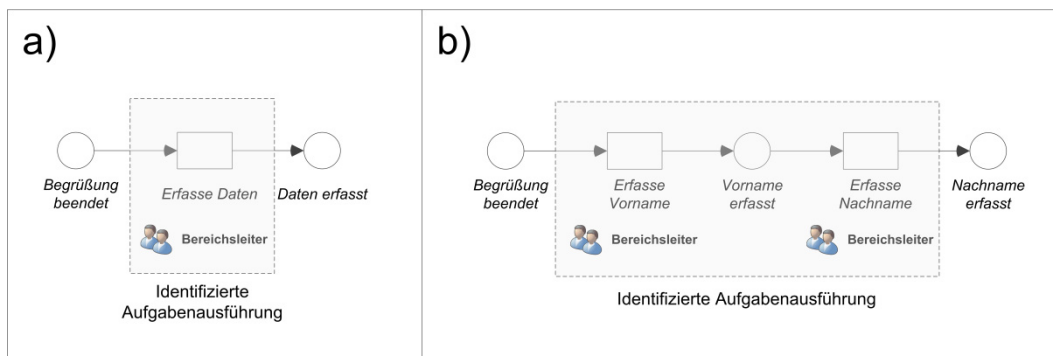 a)
Begrüßung
beendet
Erfasse Daten
Daten erfasst
Bereichsleiter
Identifizierte
Aufgabenausführung
b)
Begrüßung
beendet
Erfasse
Vorname
Vorname
erfasst
Erfasse
Nachname
Nachname
erfasst
Bereichsleiter
Bereichsleiter
Identifizierte Aufgabenausführung